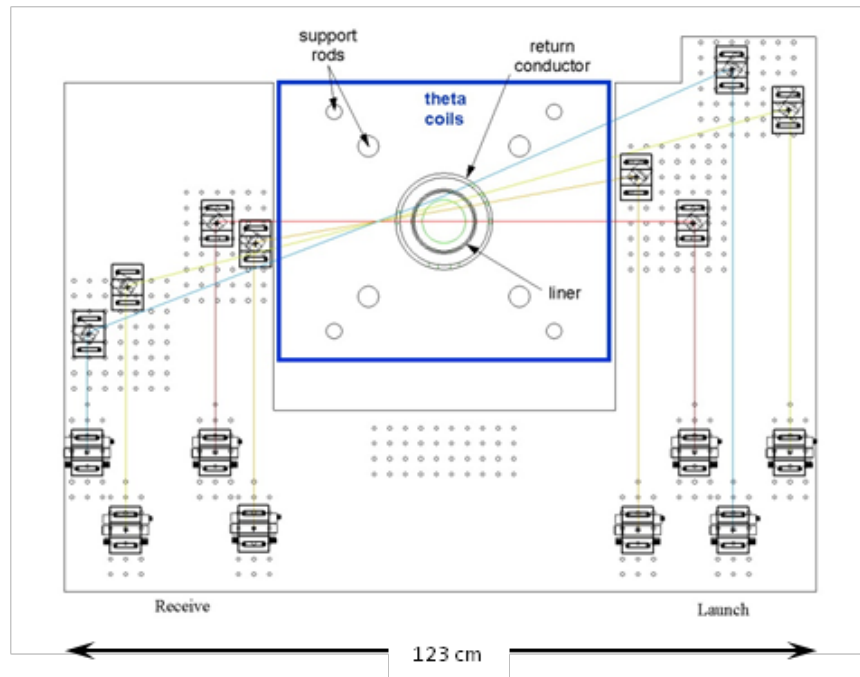 support
rods
return
conductor
theta
coils
liner
Receive
Launch
123 cm